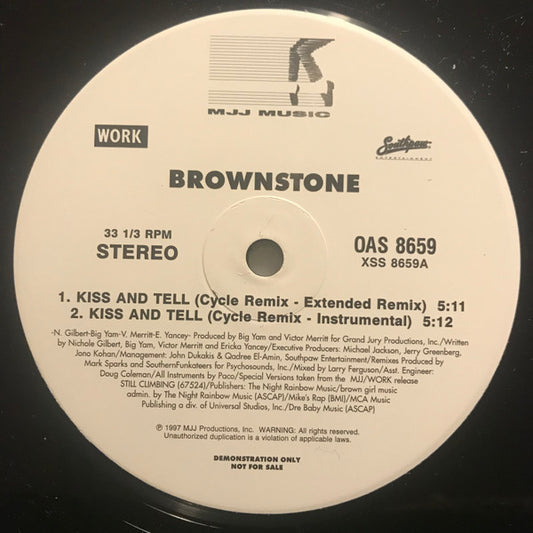 MJJ MUSIC
WORK
Southpaw
ENTERTAINMENT
BROWNSTONE
33 1/3 RPM
STEREO
OAS 8659
XSS 8659A
1. KISS AND TELL (Cycle Remix - Extended Remix) 5:11
2. KISS AND TELL (Cycle Remix - Instrumental) 5:12
-N. Gilbert-Big Yam-V. Merritt-E. Yancey- Produced by Big Yam and Victor Merritt for Grand Jury Productions, Inc./Written
by Nichole Gilbert, Big Yam, Victor Merritt and Ericka Yancey/Executive Producers: Michael Jackson, Jerry Greenberg,
Jono Kohan/Management: John Dukakis & Qadree El-Amin, Southpaw Entertainment/Remixes Produced by
Mark Sparks and SouthernFunkateers for Psychosounds, Inc./Mixed by Larry Ferguson/Asst. Engineer:
Doug Coleman/All Instruments by Paco/Special Versions taken from the MJJ/WORK release
STILL CLIMBING (67524)/Publishers: The Night Rainbow Music/brown girl music
admin. by The Night Rainbow Music (ASCAP)/Mike's Rap (BMI)/MCA Music
Publishing a div. of Universal Studios, Inc./Dre Baby Music (ASCAP)
℗ 1997 MJJ Productions, Inc. WARNING: All rights reserved.
Unauthorized duplication is a violation of applicable laws.
DEMONSTRATION ONLY
NOT FOR SALE